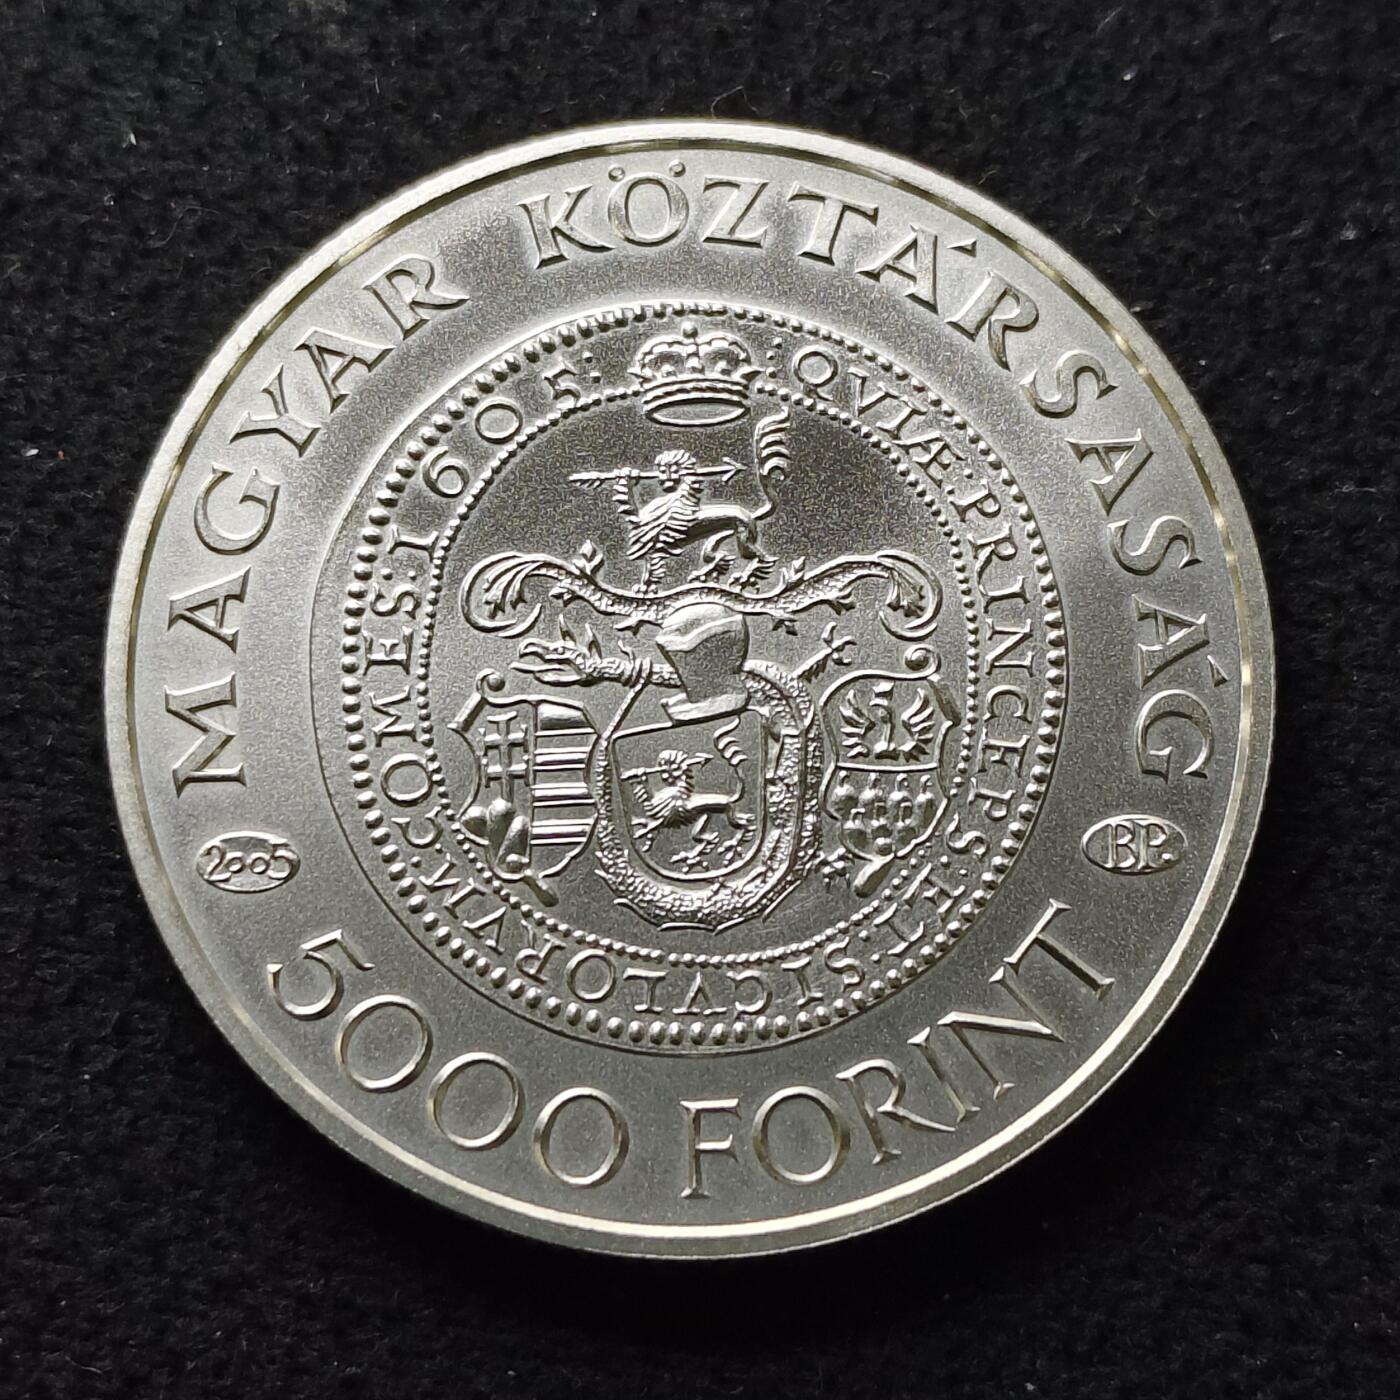 MAGYAR KÖZTÁRSASÁG
:QVIÆ:PRINCEPS:ET:SICVLORVM:COMES:1605:
2005
BP.
5000 FORINT